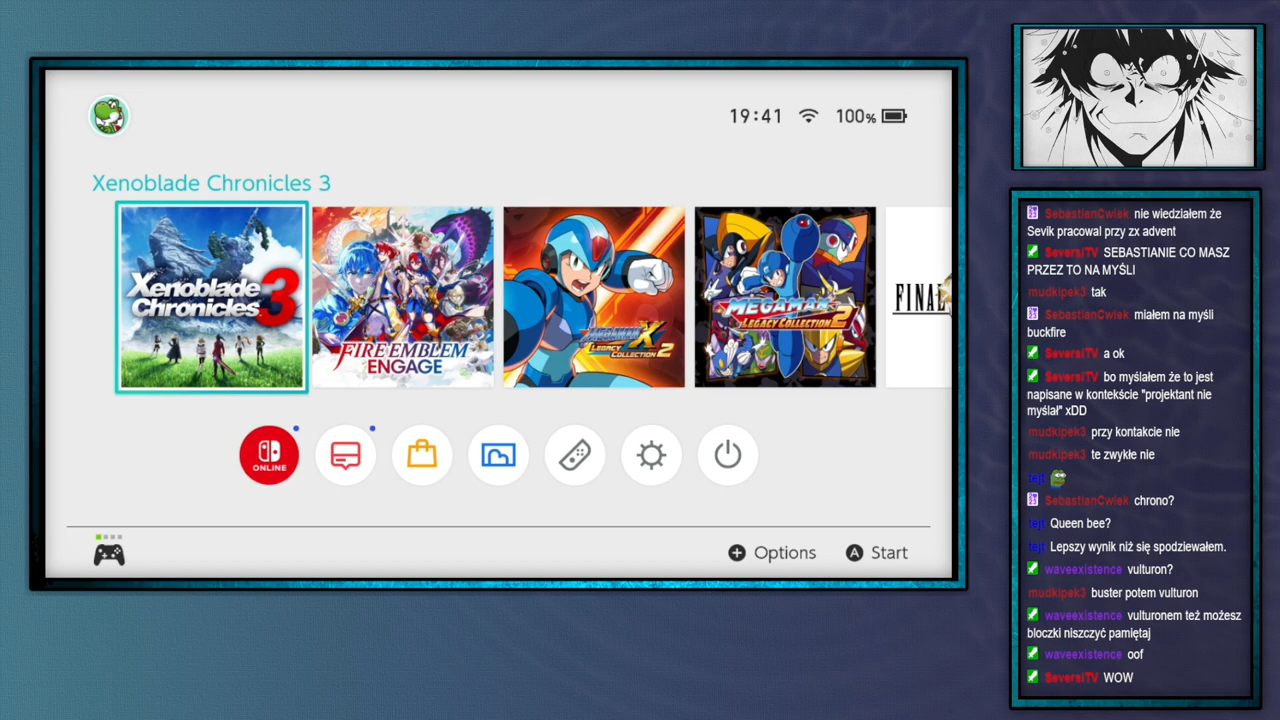 19:41 100%
Xenoblade Chronicles 3
Xenoblade
Chronicles 3
FIRE EMBLEM
ENGAGE
MEGAMAN X
LEGACY COLLECTION 2
MEGAMAN
LEGACY COLLECTION 2
FINAL
ONLINE
Options
A Start
SebastianCwiek nie wiedziałem że
Sevik pracowal przy zx advent
SeversiTV SEBASTIANIE CO MASZ
PRZEZ TO NA MYŚLI
mudkipek3 tak
SebastianCwiek miałem na myśli
buckfire
SeversiTV a ok
SeversiTV bo myślałem że to jest
napisane w kontekście "projektant nie
myślał" xDD
mudkipek3 przy kontakcie nie
mudkipek3 te zwykłe nie
tejt
SebastianCwiek chrono?
tejt Queen bee?
tejt Lepszy wynik niż się spodziewałem.
waveexistence vulturon?
mudkipek3 buster potem vulturon
waveexistence vulturonem też możesz
bloczki niszczyć pamiętaj
waveexistence oof
SeversiTV WOW